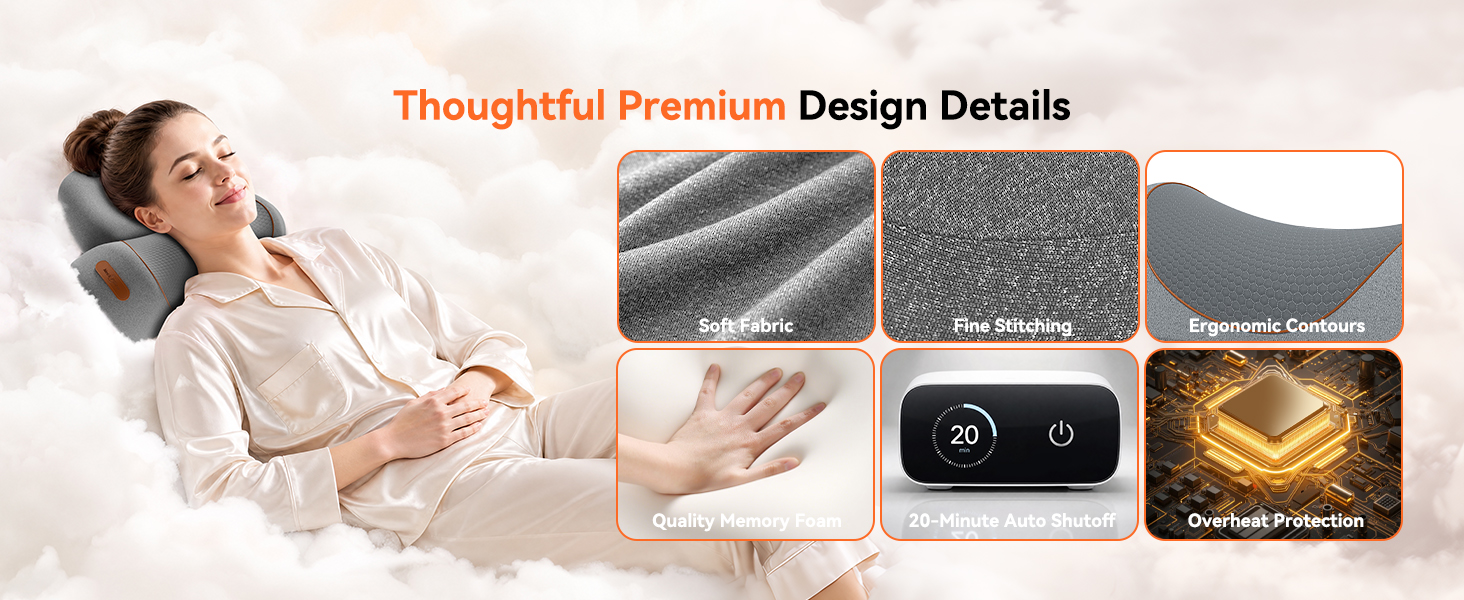 Thoughtful Premium Design Details
Soft Fabric
Fine Stitching
Ergonomic Contours
Quality Memory Foam
20
min
20-Minute Auto Shutoff
Overheat Protection